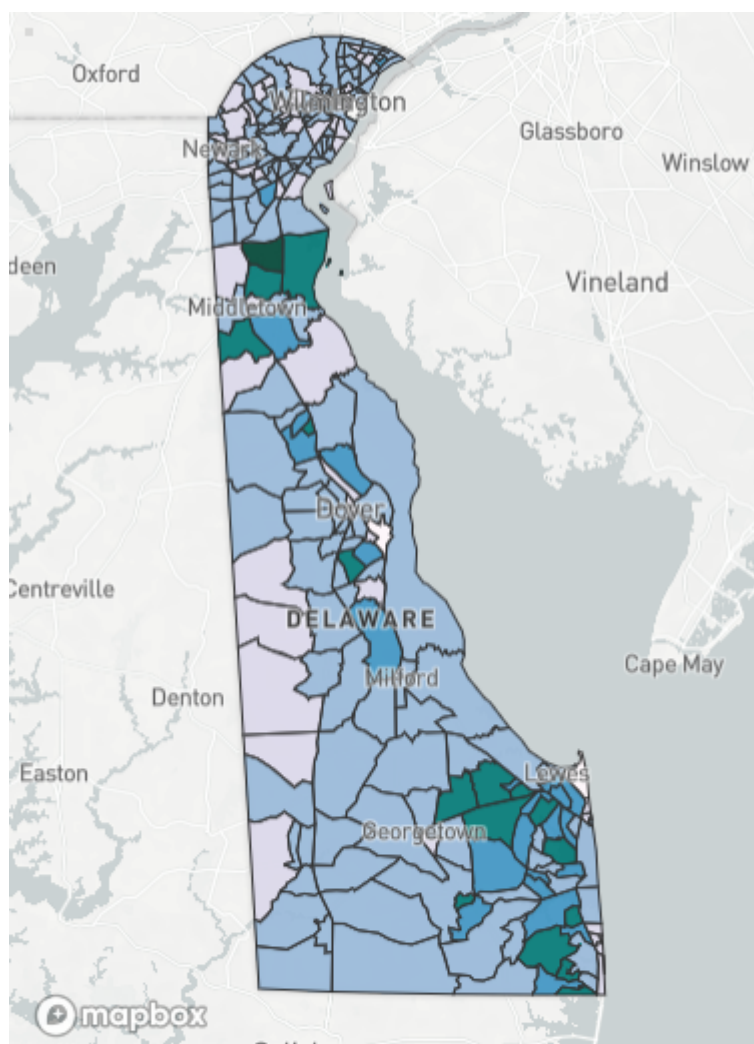 Oxford
Wilmington
Glassboro
Newark
Winslow
deen
Vineland
Middletown
Dover
Centreville
DELAWARE
Cape May
Milford
Denton
Easton
Lewes
Georgetown
mapbox